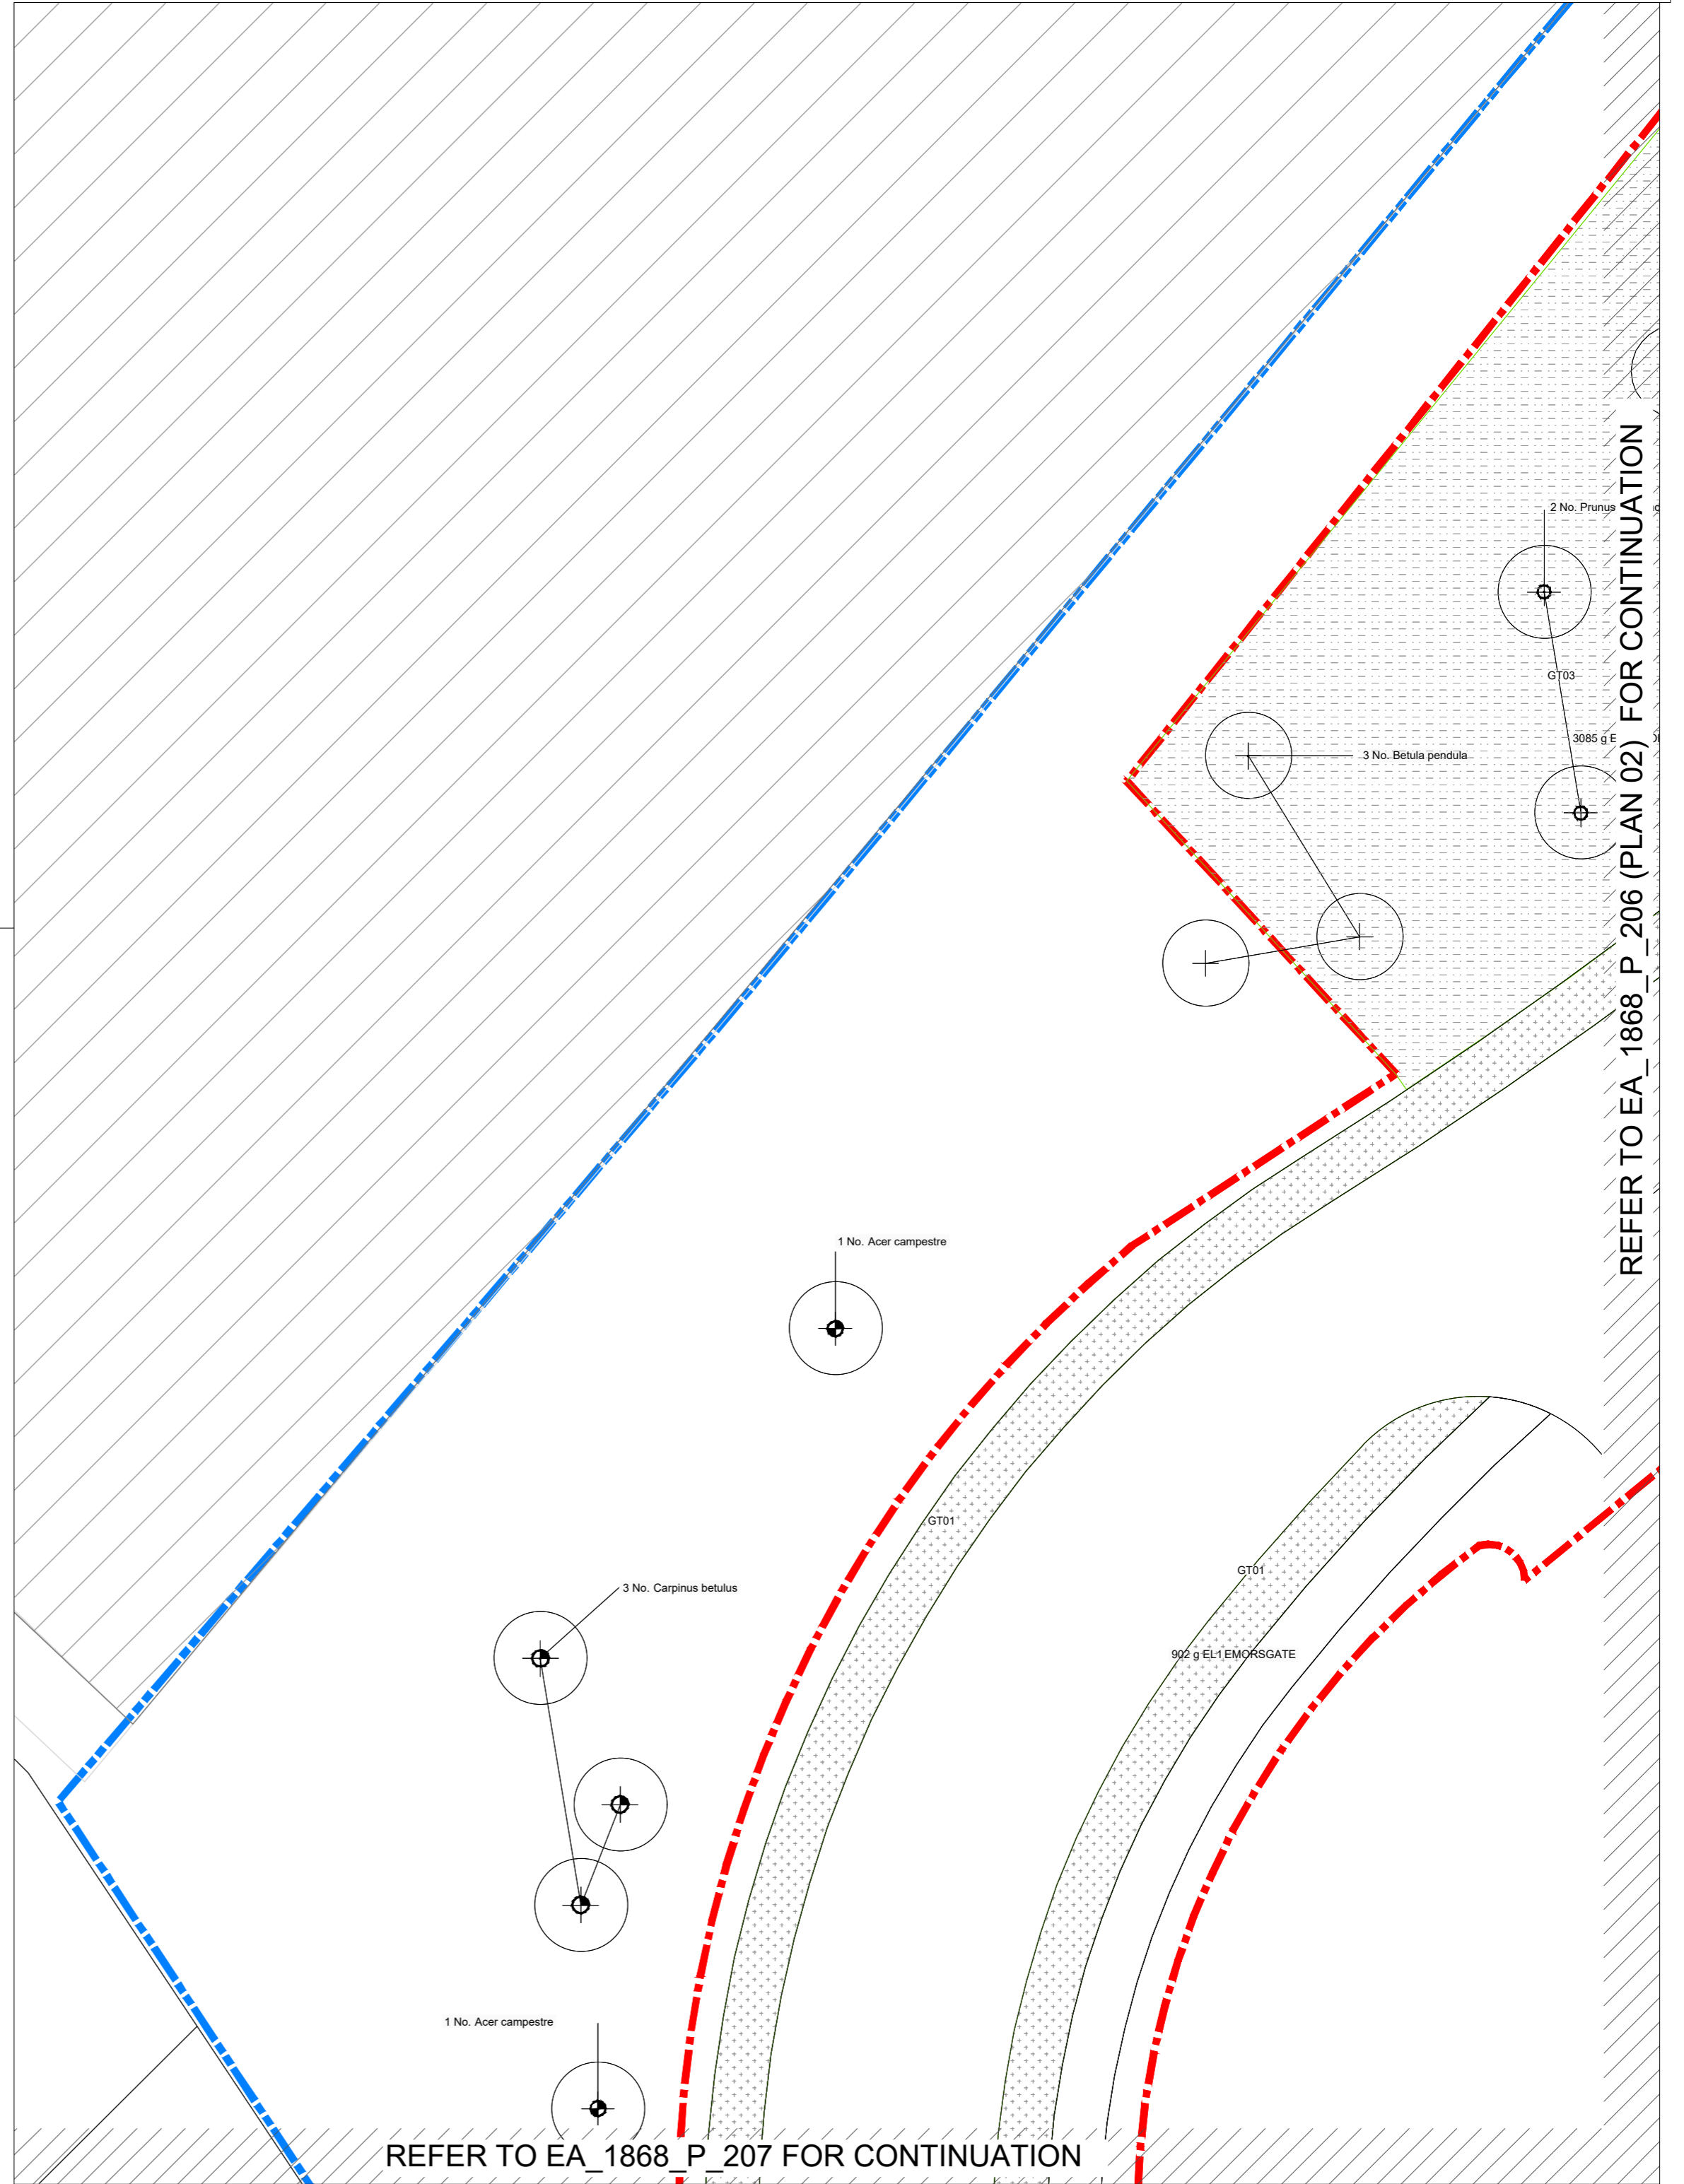 2 No. Prunus
GT03
3085 g E
3 No. Betula pendula
REFER TO EA_1868_P_206 (PLAN 02) FOR CONTINUATION
1 No. Acer campestre
GT01
GT01
3 No. Carpinus betulus
902 g EL1 EMORSGATE
1 No. Acer campestre
REFER TO EA_1868_P_207 FOR CONTINUATION